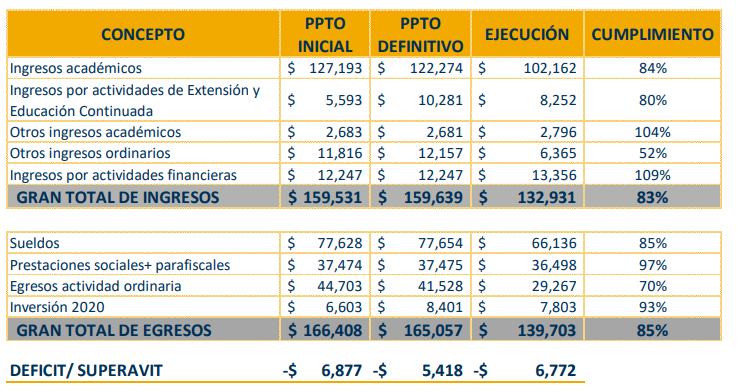 CONCEPTO PPTO INICIAL PPTO DEFINITIVO EJECUCIÓN CUMPLIMIENTO
Ingresos académicos $ 127,193 $ 122,274 $ 102,162 84%
Ingresos por actividades de Extensión y
Educación Continuada $ 5,593 $ 10,281 $ 8,252 80%
Otros ingresos académicos $ 2,683 $ 2,681 $ 2,796 104%
Otros ingresos ordinarios $ 11,816 $ 12,157 $ 6,365 52%
Ingresos por actividades financieras $ 12,247 $ 12,247 $ 13,356 109%
GRAN TOTAL DE INGRESOS $ 159,531 $ 159,639 $ 132,931 83%
Sueldos $ 77,628 $ 77,654 $ 66,136 85%
Prestaciones sociales+ parafiscales $ 37,474 $ 37,475 $ 36,498 97%
Egresos actividad ordinaria $ 44,703 $ 41,528 $ 29,267 70%
Inversión 2020 $ 6,603 $ 8,401 $ 7,803 93%
GRAN TOTAL DE EGRESOS $ 166,408 $ 165,057 $ 139,703 85%
DEFICIT/ SUPERAVIT -$ 6,877 -$ 5,418 -$ 6,772